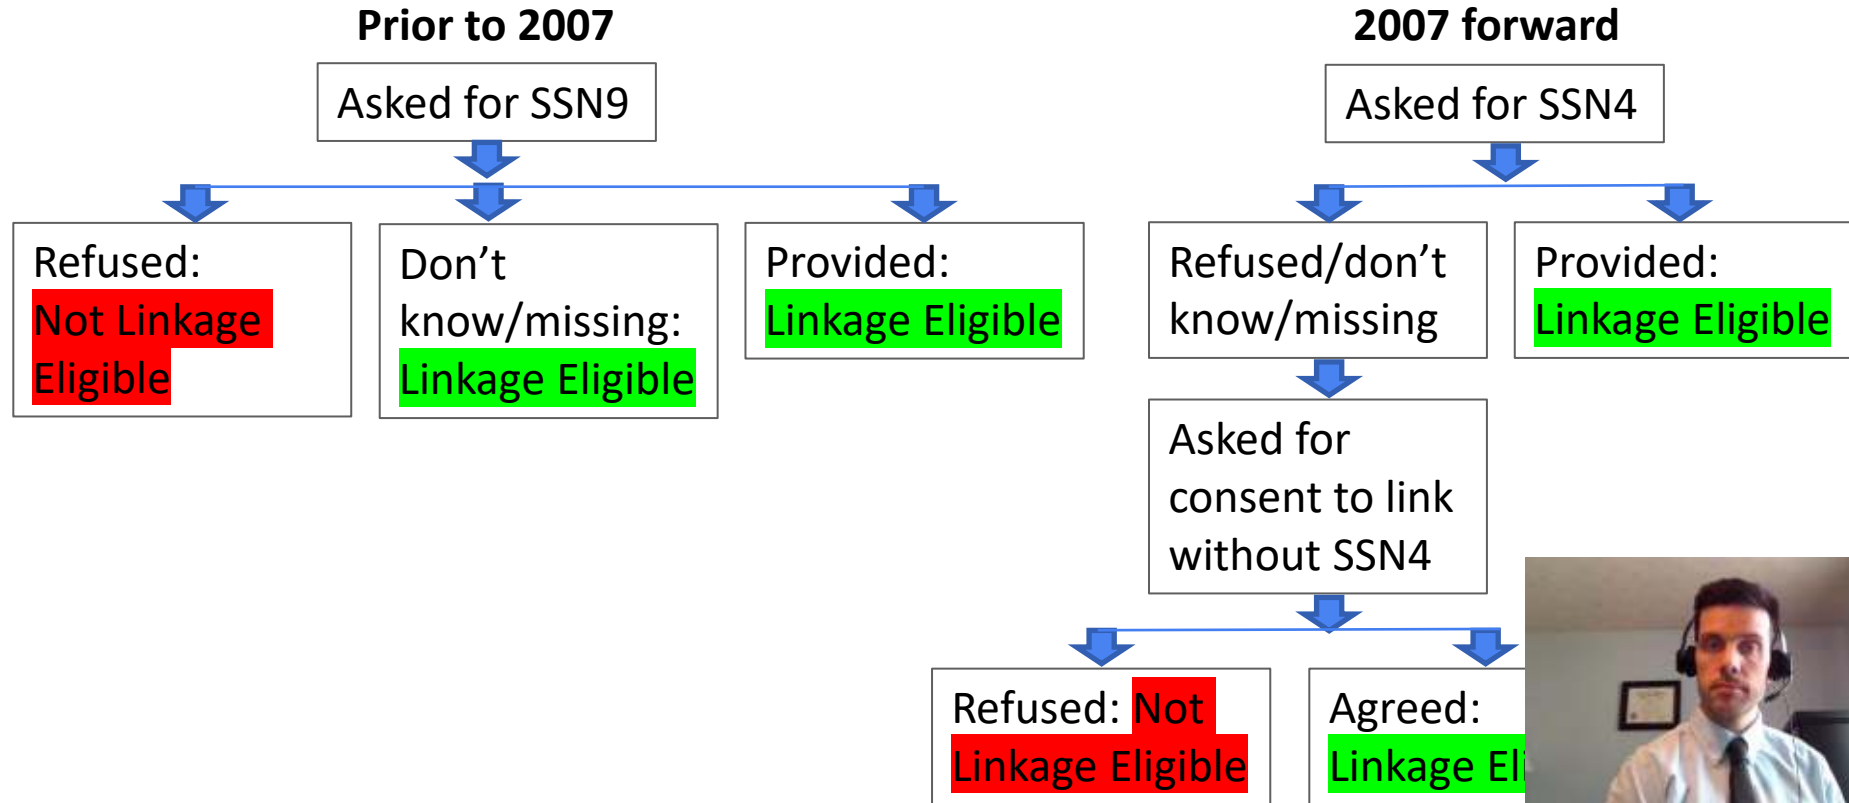 Prior to 2007
Asked for SSN9
Refused:
Not Linkage
Eligible
Don’t
know/missing:
Linkage Eligible
Provided:
Linkage Eligible
2007 forward
Asked for SSN4
Refused/don’t
know/missing
Provided:
Linkage Eligible
Asked for
consent to link
without SSN4
Refused: Not
Linkage Eligible
Agreed:
Linkage